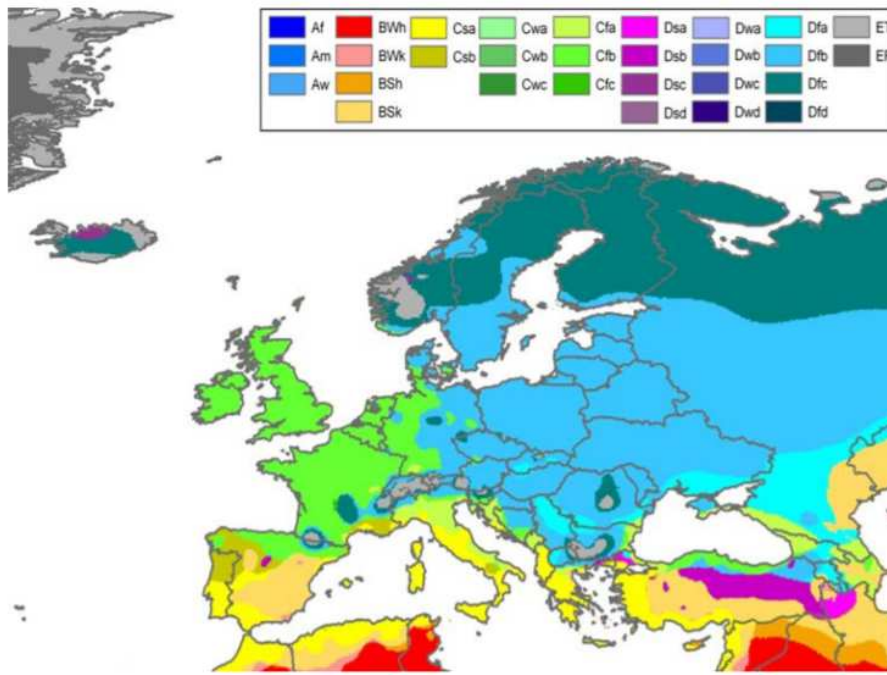 Af BWh Csa Cwa Cfa Dsa Dwa Dfa
Am BWk Csb Cwb Cfb Dsb Dwb Dfb
Aw BSh Cwc Cfc Dsc Dwc Dfc
BSk Dsd Dwd Dfd